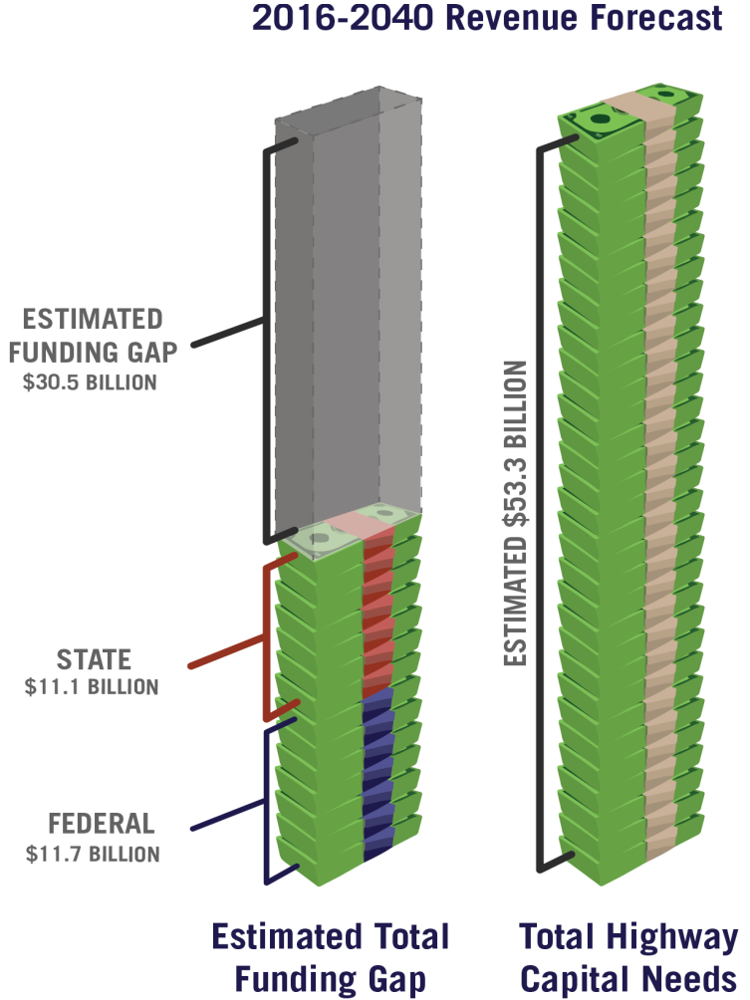 2016-2040 Revenue Forecast
ESTIMATED
FUNDING GAP
$30.5 BILLION
STATE
$11.1 BILLION
FEDERAL
$11.7 BILLION
ESTIMATED $53.3 BILLION
Estimated Total
Funding Gap
Total Highway
Capital Needs